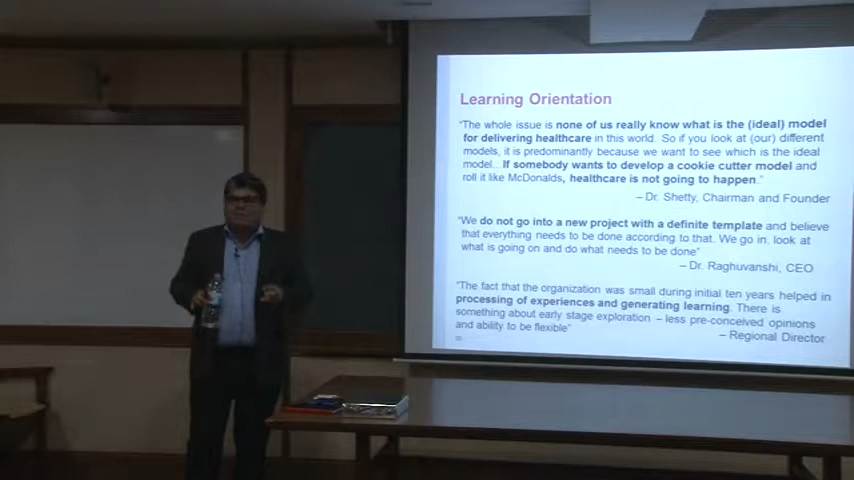 Learning Orientation
"The whole issue is none of us really know what is the (ideal) model
for delivering healthcare in this world. So if you look at (our) different
models, it is predominantly because we want to see which is the ideal
model... If somebody wants to develop a cookie cutter model and
roll it like McDonalds, healthcare is not going to happen."
– Dr. Shetty, Chairman and Founder
"We do not go into a new project with a definite template and believe
that everything needs to be done according to that. We go in, look at
what is going on and do what needs to be done"
– Dr. Raghuvanshi, CEO
"The fact that the organization was small during initial ten years helped in
processing of experiences and generating learning. There is
something about early stage exploration – less pre-conceived opinions
and ability to be flexible"
– Regional Director